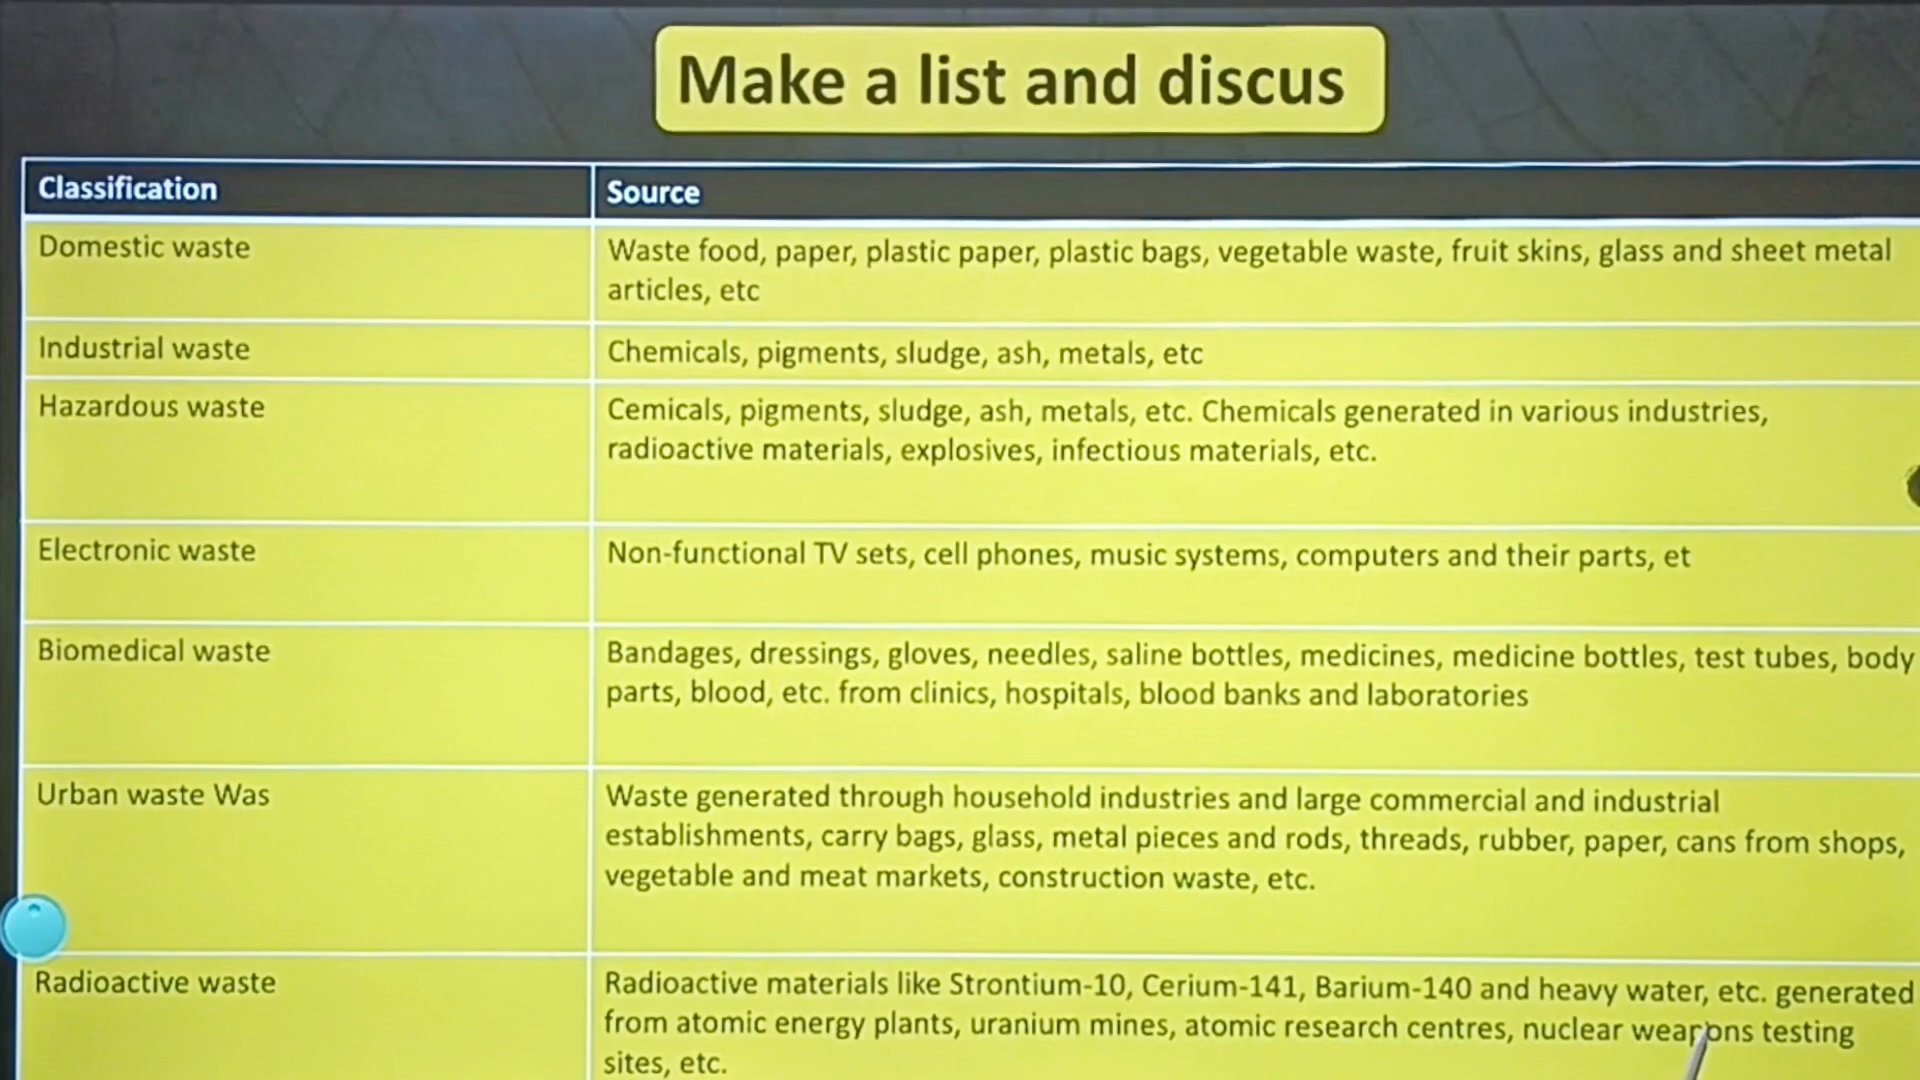 Make a list and discus
Classification
Source
Domestic waste
Waste food, paper, plastic paper, plastic bags, vegetable waste, fruit skins, glass and sheet metal
articles, etc
Industrial waste
Chemicals, pigments, sludge, ash, metals, etc
Hazardous waste
Cemicals, pigments, sludge, ash, metals, etc. Chemicals generated in various industries,
radioactive materials, explosives, infectious materials, etc.
Electronic waste
Non-functional TV sets, cell phones, music systems, computers and their parts, et
Biomedical waste
Bandages, dressings, gloves, needles, saline bottles, medicines, medicine bottles, test tubes, body
parts, blood, etc. from clinics, hospitals, blood banks and laboratories
Urban waste Was
Waste generated through household industries and large commercial and industrial
establishments, carry bags, glass, metal pieces and rods, threads, rubber, paper, cans from shops,
vegetable and meat markets, construction waste, etc.
Radioactive waste
Radioactive materials like Strontium-10, Cerium-141, Barium-140 and heavy water, etc. generated
from atomic energy plants, uranium mines, atomic research centres, nuclear weapons testing
sites, etc.